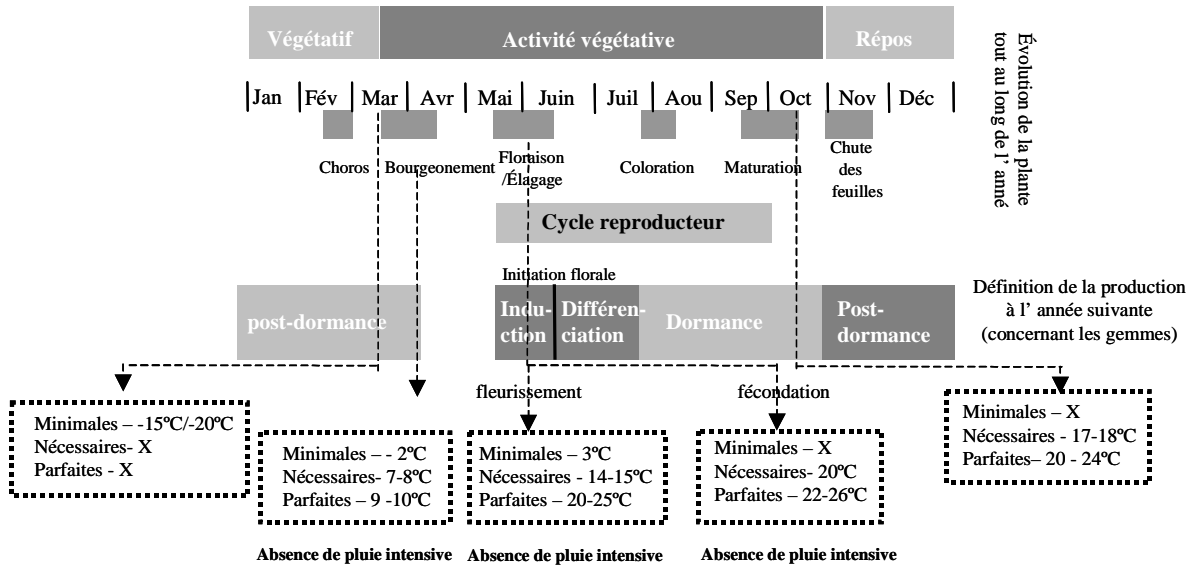 Végétatif
Activité végétative
Répos
Évolution de la plante
tout au long de l' anné
Jan Fév Mar Avr Mai Juin Juil Aou Sep Oct Nov Déc
Choros
Bourgeonement
Floraison
/Élagage
Coloration
Maturation
Chute
des
feuilles
Cycle reproducteur
Initiation florale
post-dormance
Indu-
ction
Différen-
ciation
Dormance
Post-
dormance
Définition de la production
à l' année suivante
(concernant les gemmes)
fleurissement
fécondation
Minimales – -15ºC/-20ºC
Nécessaires- X
Parfaites - X
Minimales – - 2ºC
Nécessaires- 7-8ºC
Parfaites – 9 -10ºC
Minimales – 3ºC
Nécessaires - 14-15ºC
Parfaites – 20-25ºC
Minimales – X
Nécessaires - 20ºC
Parfaites – 22-26ºC
Minimales – X
Nécessaires - 17-18ºC
Parfaites– 20 - 24ºC
Absence de pluie intensive
Absence de pluie intensive
Absence de pluie intensive